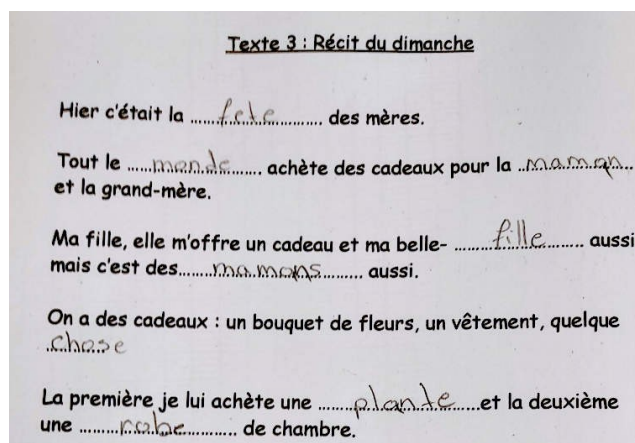 Texte 3 : Récit du dimanche
Hier c'était la ......fete............. des mères.
Tout le ......monde....... achète des cadeaux pour la ..maman..
et la grand-mère.
Ma fille, elle m'offre un cadeau et ma belle- .......fille........ aussi
mais c'est des.......mamans......... aussi.
On a des cadeaux : un bouquet de fleurs, un vêtement, quelque
.chose
La première je lui achète une .......plante.....et la deuxième
une ........robe........... de chambre.